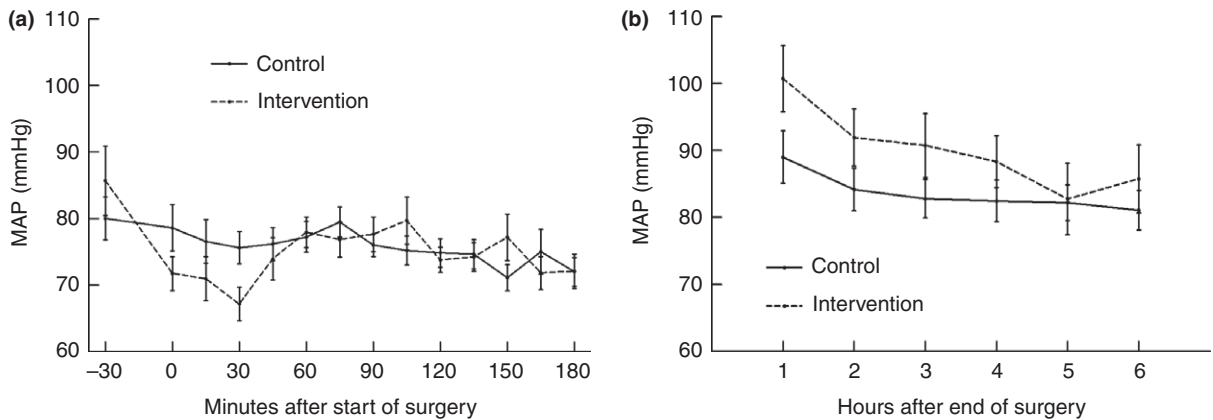 (a)
110
100
90
80
70
60
MAP (mmHg)
Control
Intervention
–30 0 30 60 90 120 150 180
Minutes after start of surgery
(b)
110
100
90
80
70
60
MAP (mmHg)
Control
Intervention
1 2 3 4 5 6
Hours after end of surgery